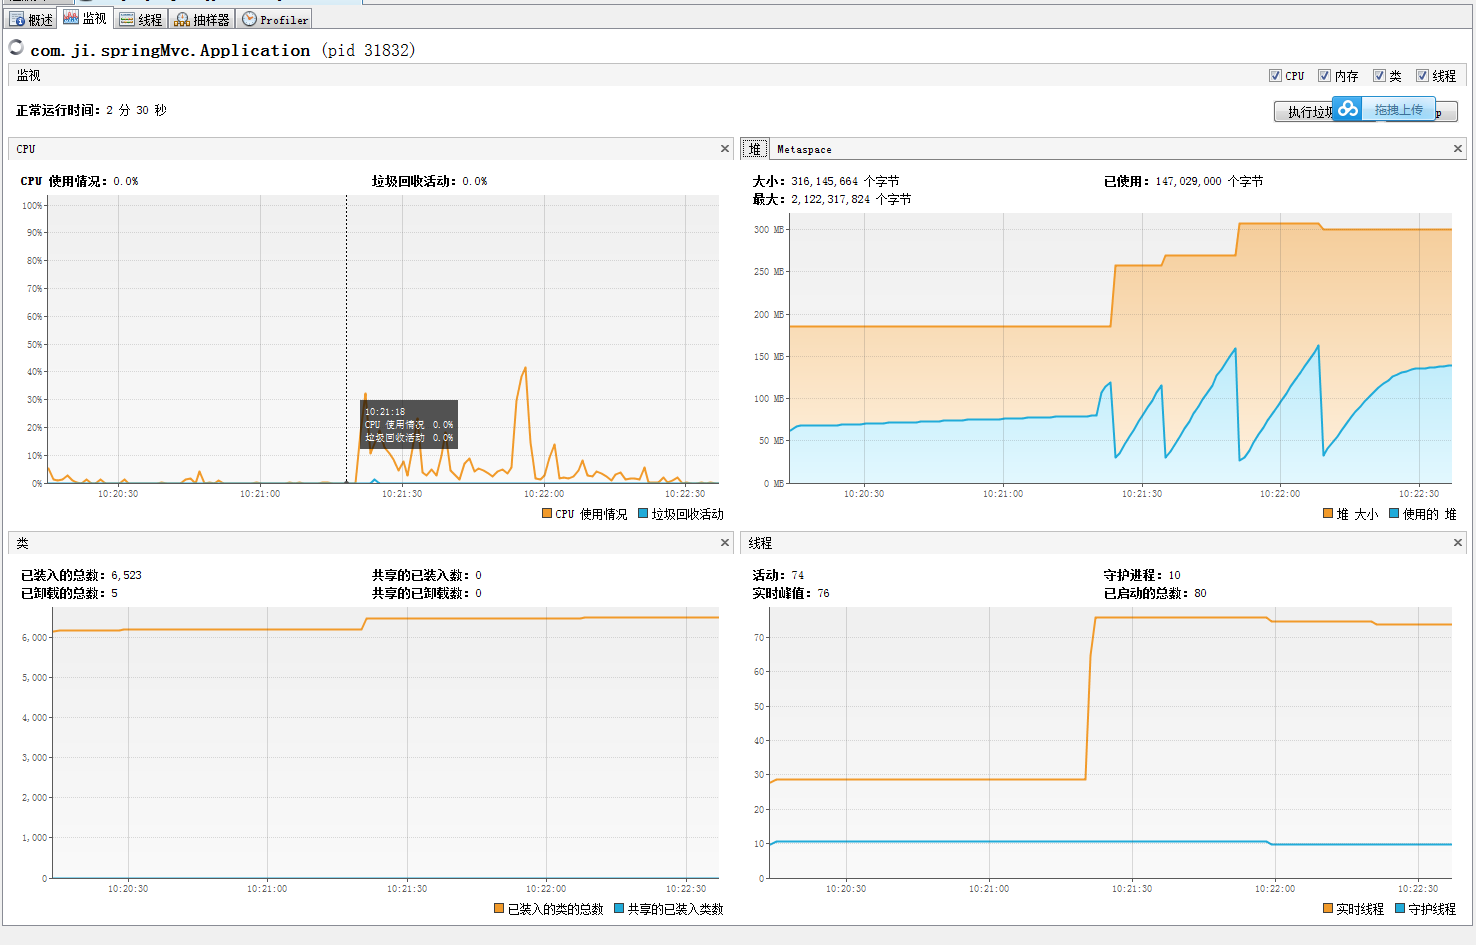 概述 监视 线程 抽样器 Profiler
com.ji.springMvc.Application (pid 31832)
监视
CPU 内存 类 线程
正常运行时间: 2 分 30 秒
执行垃圾
拖拽上传
p
CPU
CPU 使用情况: 0.0%
垃圾回收活动: 0.0%
100%
90%
80%
70%
60%
50%
40%
30%
20%
10%
0%
10:21:18
CPU 使用情况 0.0%
垃圾回收活动 0.0%
10:20:30 10:21:00 10:21:30 10:22:00 10:22:30
CPU 使用情况 垃圾回收活动
堆 Metaspace
大小: 316,145,664 个字节
已使用: 147,029,000 个字节
最大: 2,122,317,824 个字节
300 MB
250 MB
200 MB
150 MB
100 MB
50 MB
0 MB
10:20:30 10:21:00 10:21:30 10:22:00 10:22:30
堆 大小 使用的 堆
类
已装入的总数: 6,523
共享的已装入数: 0
已卸载的总数: 5
共享的已卸载数: 0
6,000
5,000
4,000
3,000
2,000
1,000
0
10:20:30 10:21:00 10:21:30 10:22:00 10:22:30
已装入的类的总数 共享的已装入类数
线程
活动: 74
守护进程: 10
实时峰值: 76
已启动的总数: 80
70
60
50
40
30
20
10
0
10:20:30 10:21:00 10:21:30 10:22:00 10:22:30
实时线程 守护线程